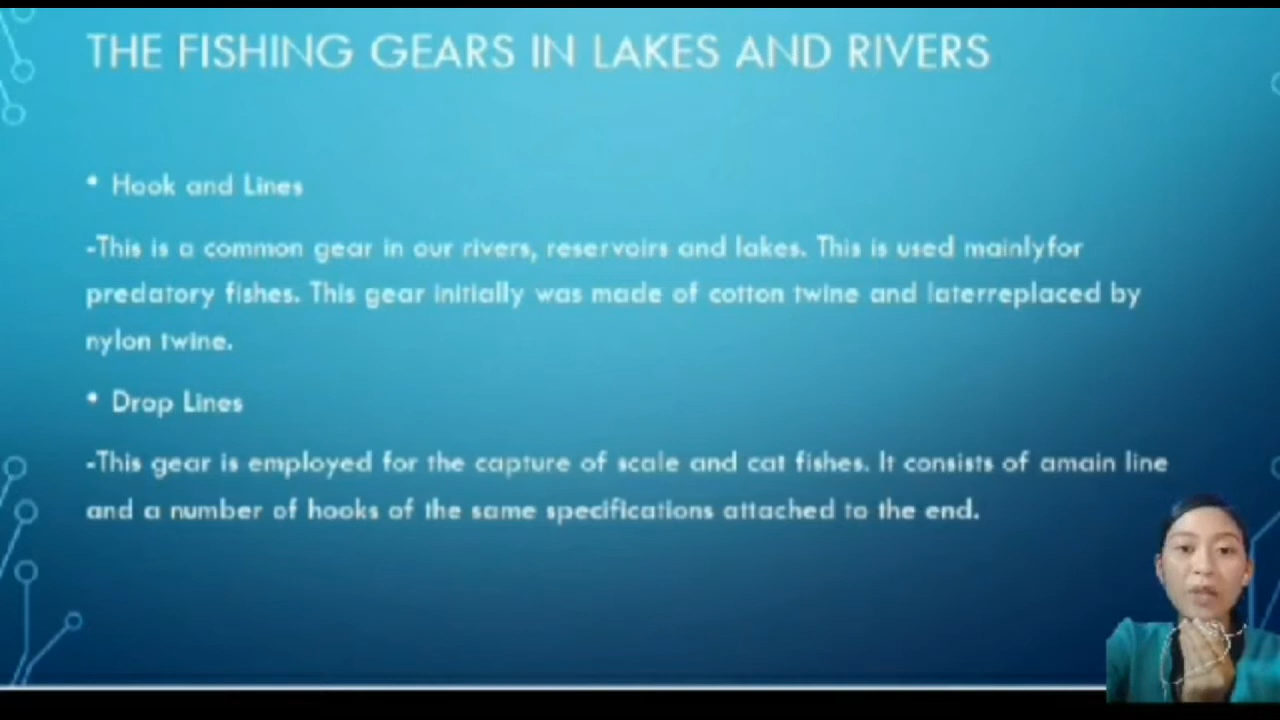 THE FISHING GEARS IN LAKES AND RIVERS
• Hook and Lines
-This is a common gear in our rivers, reservoirs and lakes. This is used mainlyfor
predatory fishes. This gear initially was made of cotton twine and laterreplaced by
nylon twine.
• Drop Lines
-This gear is employed for the capture of scale and cat fishes. It consists of amain line
and a number of hooks of the same specifications attached to the end.